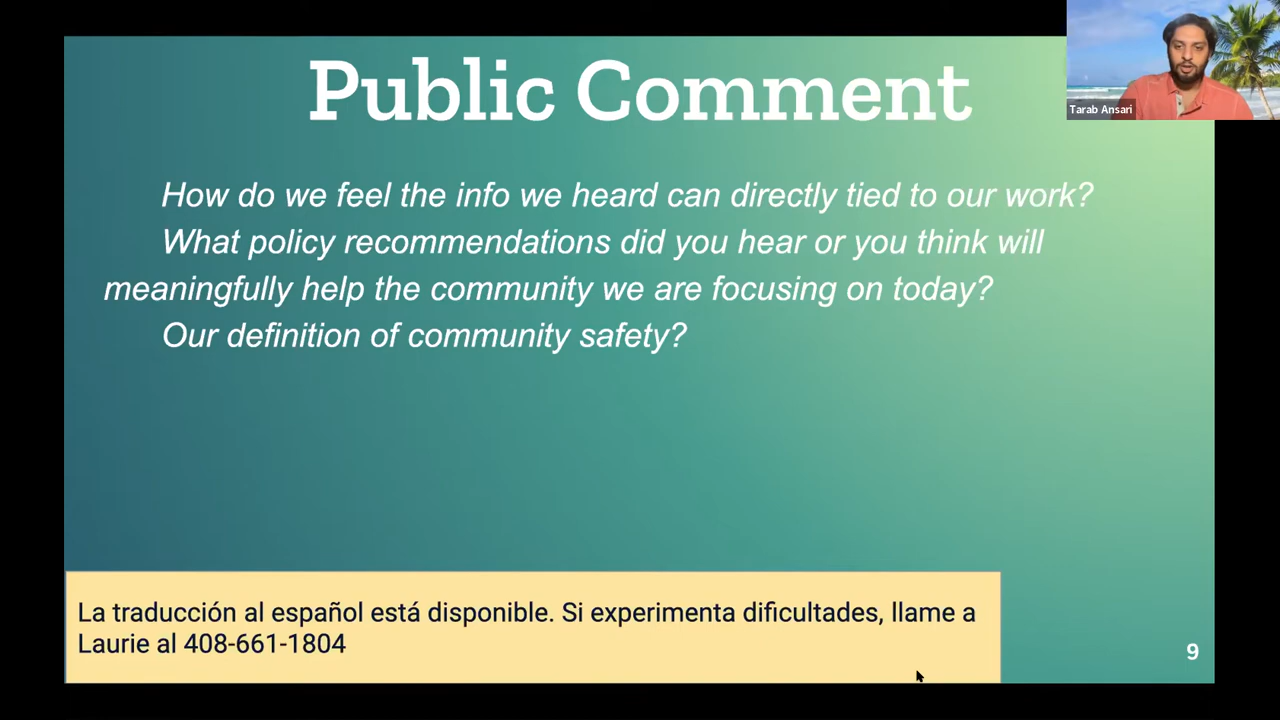 Public Comment
Tarab Ansari
How do we feel the info we heard can directly tied to our work?
What policy recommendations did you hear or you think will
meaningfully help the community we are focusing on today?
Our definition of community safety?
La traducción al español está disponible. Si experimenta dificultades, llame a
Laurie al 408-661-1804
9